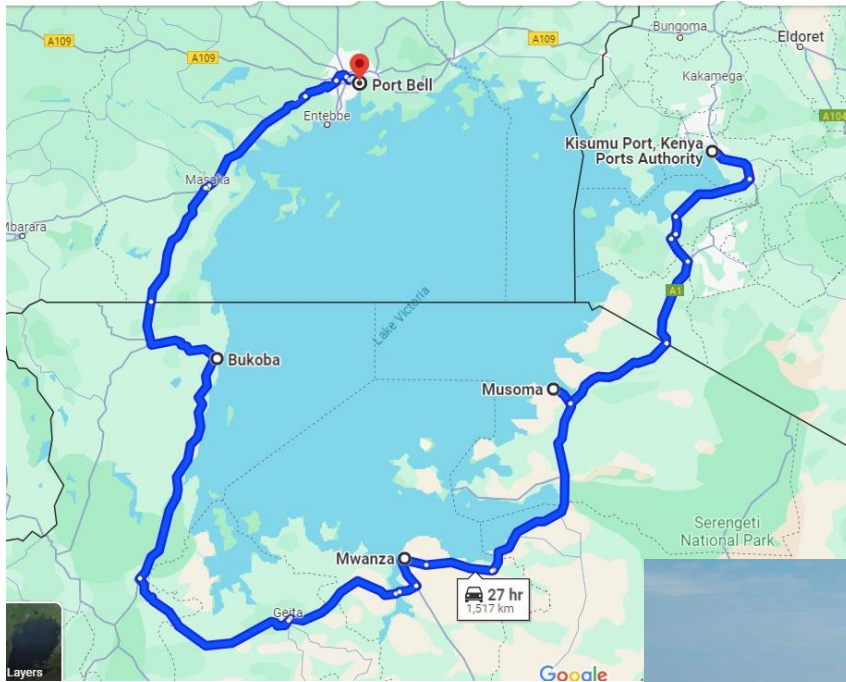 A109
A109
A109
Bungoma
Eldoret
Kakamega
A104
Port Bell
Entebbe
Kisumu Port, Kenya
Ports Authority
Masaka
Mbarara
A1
Lake Victoria
Bukoba
Musoma
Serengeti
National Park
Mwanza
27 hr
1,517 km
Geita
Layers
Google